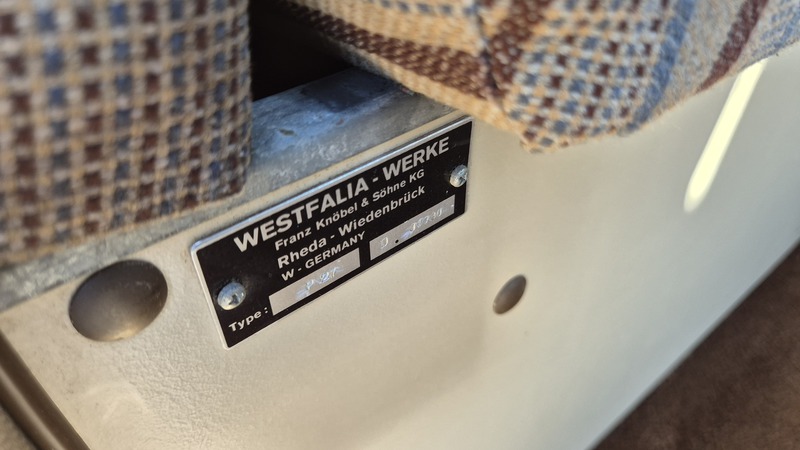 WESTFALIA - WERKE
Franz Knöbel & Söhne KG
Rheda - Wiedenbrück
W - GERMANY
Type: